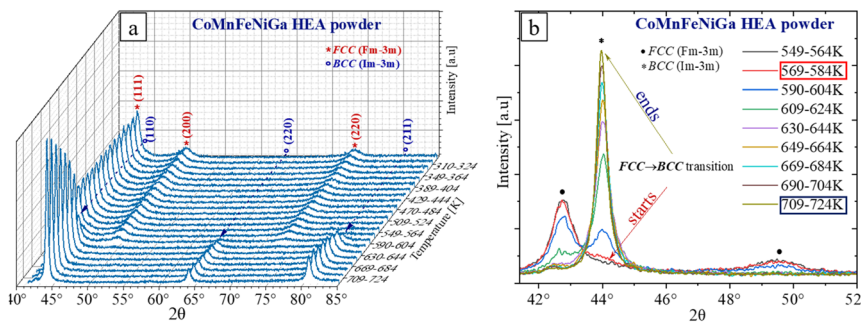 CoMnFeNiGa HEA powder
a
* FCC (Fm-3m)
° BCC (Im-3m)
Intensity [a.u]
* (111)
(110)
* (200)
(220)
* (220)
(211)
310-324
349-364
389-404
429-444
470-484
509-524
549-564
590-604
630-644
669-684
709-724
Temperature [K]
40 45 50 55 60 65 70 75 80 85
2θ
b
CoMnFeNiGa HEA powder
• FCC (Fm-3m)
* BCC (Im-3m)
549-564K
569-584K
590-604K
609-624K
630-644K
649-664K
669-684K
690-704K
709-724K
ends
FCC→BCC transition
starts
Intensity [a.u]
42 44 46 48 50 52
2θ